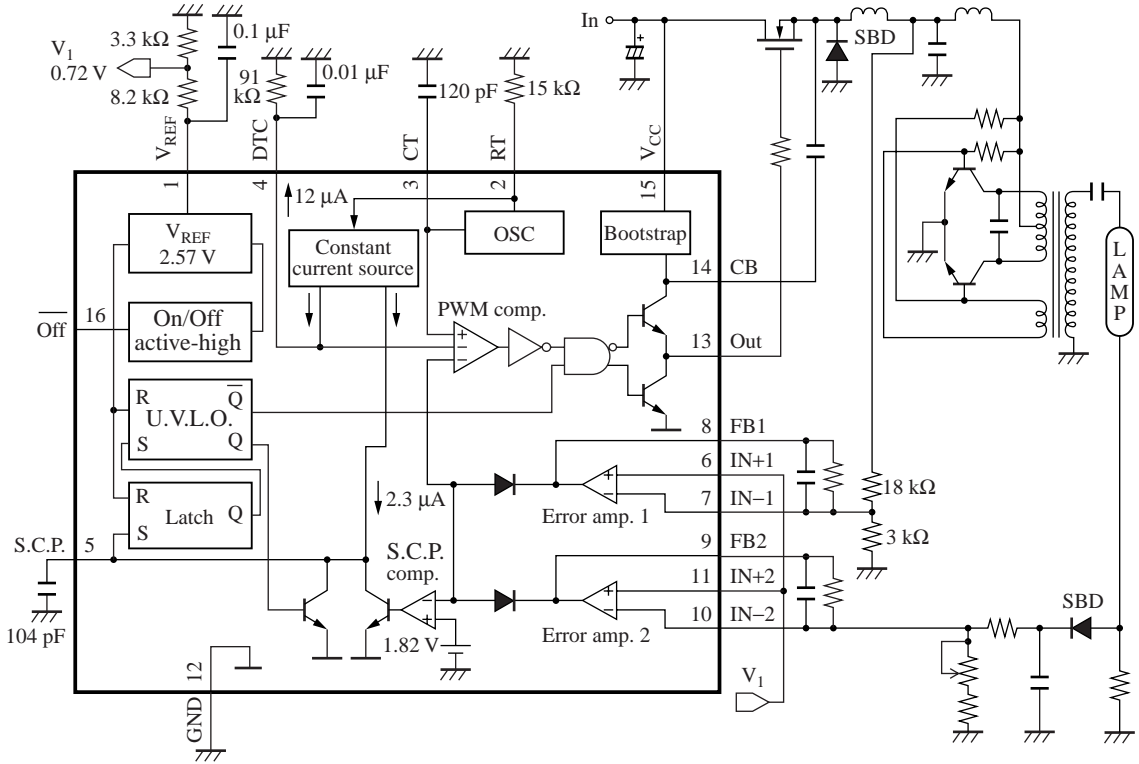 3.3 kΩ
0.1 µF
V1
0.72 V
8.2 kΩ
91
kΩ
0.01 µF
120 pF
15 kΩ
In
+
SBD
VREF
DTC
CT
RT
VCC
1
4
12 µA
3
2
15
VREF
2.57 V
Constant
current source
OSC
Bootstrap
14
CB
LAMP
16
Off
On/Off
active-high
PWM comp.
+
−
−
13
Out
R
Q
U.V.L.O.
S
Q
8
FB1
6
IN+1
+
−
7
IN−1
Error amp. 1
18 kΩ
3 kΩ
R
Q
Latch
S
2.3 µA
S.C.P.
5
S.C.P.
comp.
9
FB2
11
IN+2
+
−
10
IN−2
Error amp. 2
−
+
1.82 V
SBD
104 pF
12
GND
V1